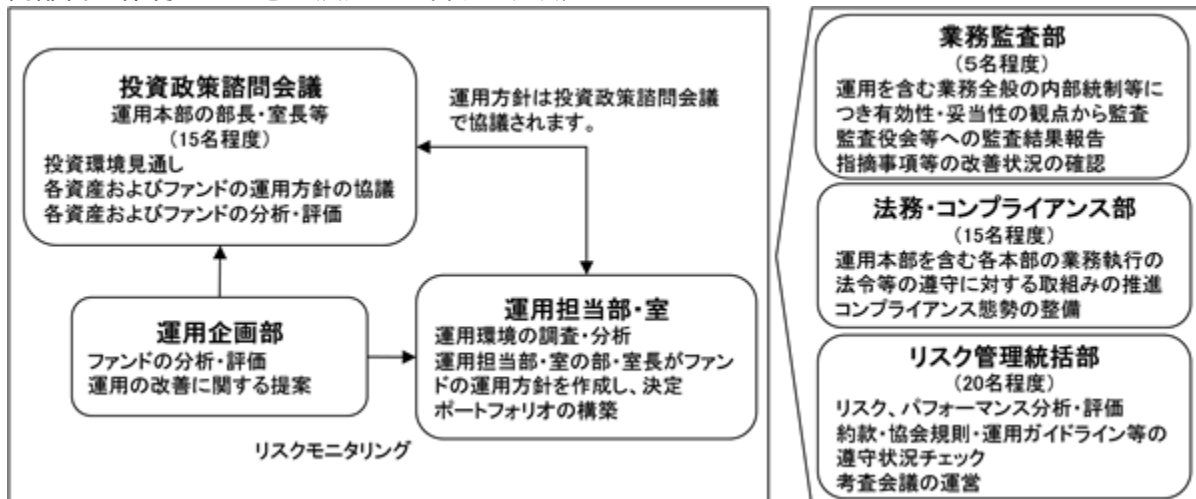 投資政策諮問会議
運用本部の部長・室長等
(15名程度)
投資環境見通し
各資産およびファンドの運用方針の協議
各資産およびファンドの分析・評価
運用方針は投資政策諮問会議
で協議されます。
運用企画部
ファンドの分析・評価
運用の改善に関する提案
運用担当部・室
運用環境の調査・分析
運用担当部・室の部・室長がファン
ドの運用方針を作成し、決定
ポートフォリオの構築
リスクモニタリング
業務監査部
(5名程度)
運用を含む業務全般の内部統制等に
つき有効性・妥当性の観点から監査
監査役会等への監査結果報告
指摘事項等の改善状況の確認
法務・コンプライアンス部
(15名程度)
運用本部を含む各本部の業務執行の
法令等の遵守に対する取組みの推進
コンプライアンス態勢の整備
リスク管理統括部
(20名程度)
リスク、パフォーマンス分析・評価
約款・協会規則・運用ガイドライン等の
遵守状況チェック
考査会議の運営